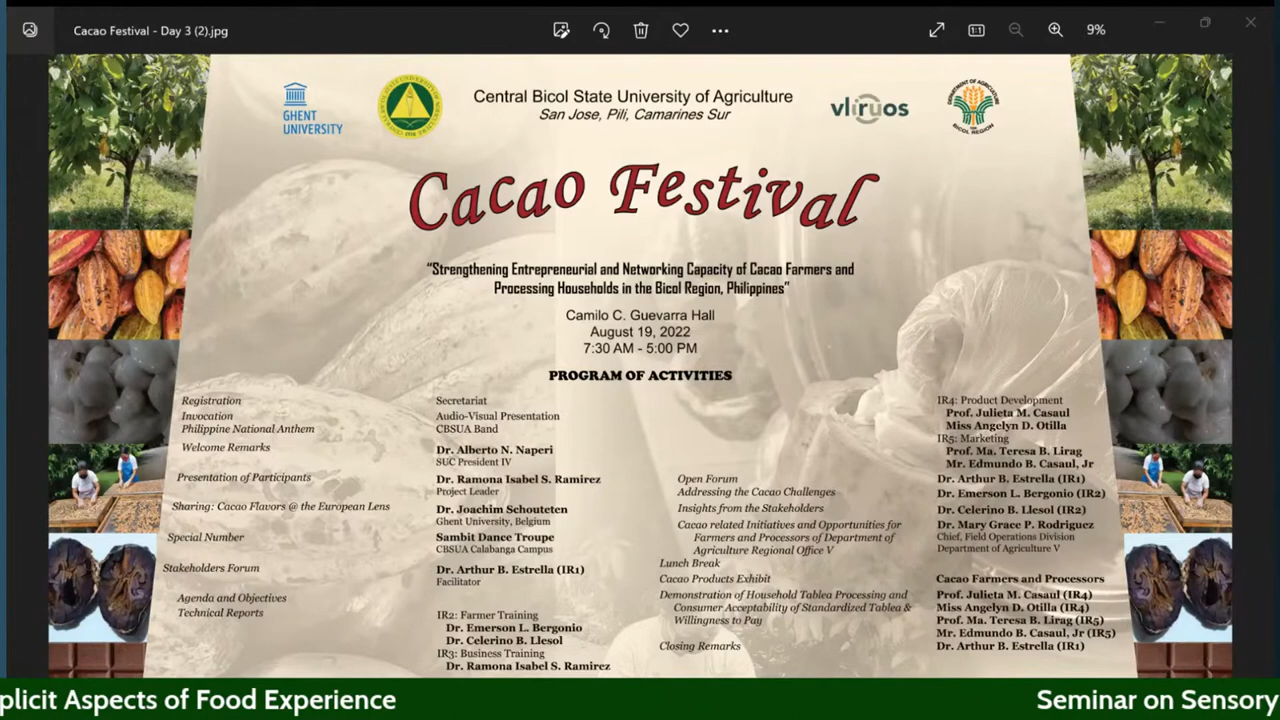 Cacao Festival - Day 3 (2).jpg
9%
GHENT
UNIVERSITY
Central Bicol State University of Agriculture
San Jose, Pili, Camarines Sur
vliruos
DEPARTMENT OF AGRICULTURE
BICOL REGION
Cacao Festival
“Strengthening Entrepreneurial and Networking Capacity of Cacao Farmers and
Processing Households in the Bicol Region, Philippines”
Camilo C. Guevarra Hall
August 19, 2022
7:30 AM - 5:00 PM
PROGRAM OF ACTIVITIES
Registration
Secretariat
Invocation
Audio-Visual Presentation
Philippine National Anthem
CBSUA Band
Welcome Remarks
Dr. Alberto N. Naperi
SUC President IV
Presentation of Participants
Dr. Ramona Isabel S. Ramirez
Project Leader
Sharing: Cacao Flavors @ the European Lens
Dr. Joachim Schouteten
Ghent University, Belgium
Special Number
Sambit Dance Troupe
CBSUA Calabanga Campus
Stakeholders Forum
Dr. Arthur B. Estrella (IR1)
Facilitator
Agenda and Objectives
Technical Reports
IR2: Farmer Training
Dr. Emerson L. Bergonio
Dr. Celerino B. Llesol
IR3: Business Training
Dr. Ramona Isabel S. Ramirez
IR4: Product Development
Prof. Julieta M. Casaul
Miss Angelyn D. Otilla
IR5: Marketing
Prof. Ma. Teresa B. Lirag
Mr. Edmundo B. Casaul, Jr
Open Forum
Dr. Arthur B. Estrella (IR1)
Addressing the Cacao Challenges
Dr. Emerson L. Bergonio (IR2)
Insights from the Stakeholders
Dr. Celerino B. Llesol (IR2)
Cacao related Initiatives and Opportunities for
Farmers and Processors of Department of
Agriculture Regional Office V
Dr. Mary Grace P. Rodriguez
Chief, Field Operations Division
Department of Agriculture V
Lunch Break
Cacao Products Exhibit
Cacao Farmers and Processors
Demonstration of Household Tablea Processing and
Consumer Acceptability of Standardized Tablea &
Willingness to Pay
Prof. Julieta M. Casaul (IR4)
Miss Angelyn D. Otilla (IR4)
Prof. Ma. Teresa B. Lirag (IR5)
Mr. Edmundo B. Casaul, Jr (IR5)
Closing Remarks
Dr. Arthur B. Estrella (IR1)
plicit Aspects of Food Experience
Seminar on Sensory